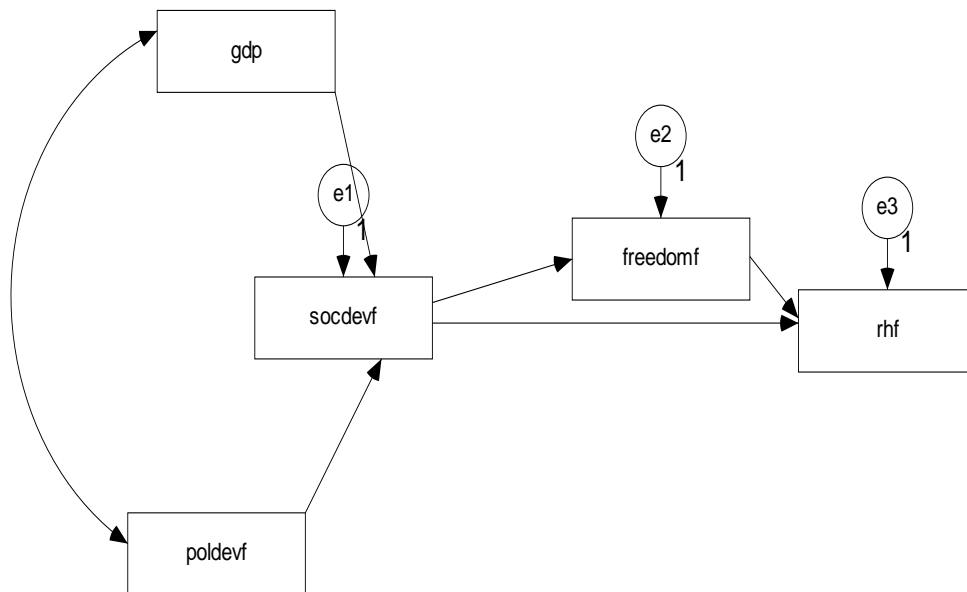 gdp
e2
e1
1
e3
1
1
freedomf
socdevf
rhf
poldevf